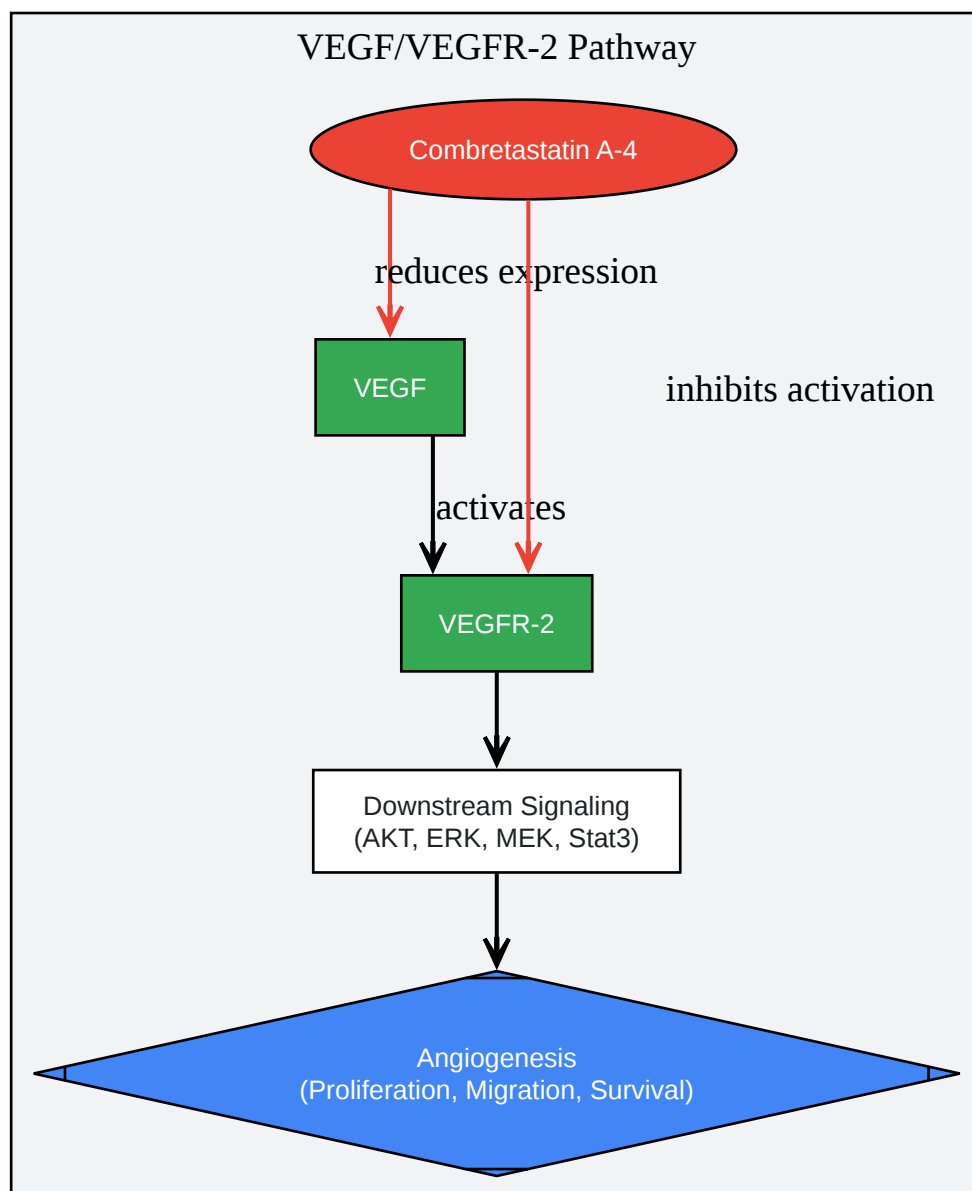 VEGF/VEGFR-2 Pathway
Combretastatin A-4
reduces expression
VEGF
inhibits activation
activates
VEGFR-2
Downstream Signaling
(AKT, ERK, MEK, Stat3)
Angiogenesis
(Proliferation, Migration, Survival)